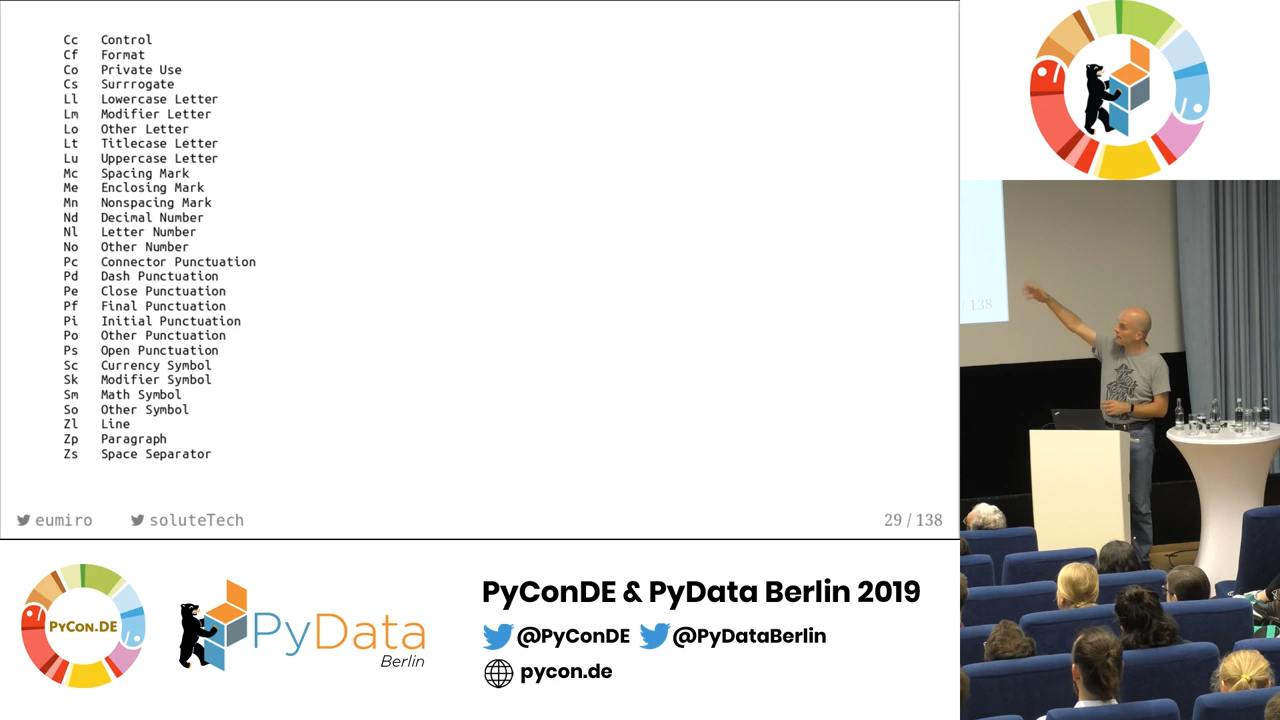 Cc Control
Cf Format
Co Private Use
Cs Surrrogate
Ll Lowercase Letter
Lm Modifier Letter
Lo Other Letter
Lt Titlecase Letter
Lu Uppercase Letter
Mc Spacing Mark
Me Enclosing Mark
Mn Nonspacing Mark
Nd Decimal Number
Nl Letter Number
No Other Number
Pc Connector Punctuation
Pd Dash Punctuation
Pe Close Punctuation
Pf Final Punctuation
Pi Initial Punctuation
Po Other Punctuation
Ps Open Punctuation
Sc Currency Symbol
Sk Modifier Symbol
Sm Math Symbol
So Other Symbol
Zl Line
Zp Paragraph
Zs Space Separator
eumiro soluteTech 29 / 138
/ 138
PyCon.DE
PyData
Berlin
PyConDE & PyData Berlin 2019
@PyConDE @PyDataBerlin
pycon.de